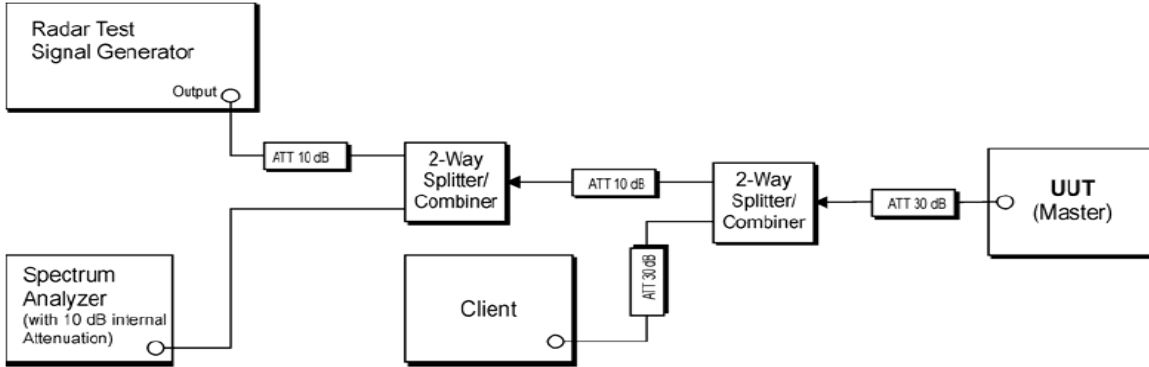 Radar Test
Signal Generator
Output
ATT 10 dB
2-Way
Splitter/
Combiner
ATT 10 dB
2-Way
Splitter/
Combiner
ATT 30 dB
UUT
(Master)
Spectrum
Analyzer
(with 10 dB internal
Attenuation)
Client
ATT 30 dB